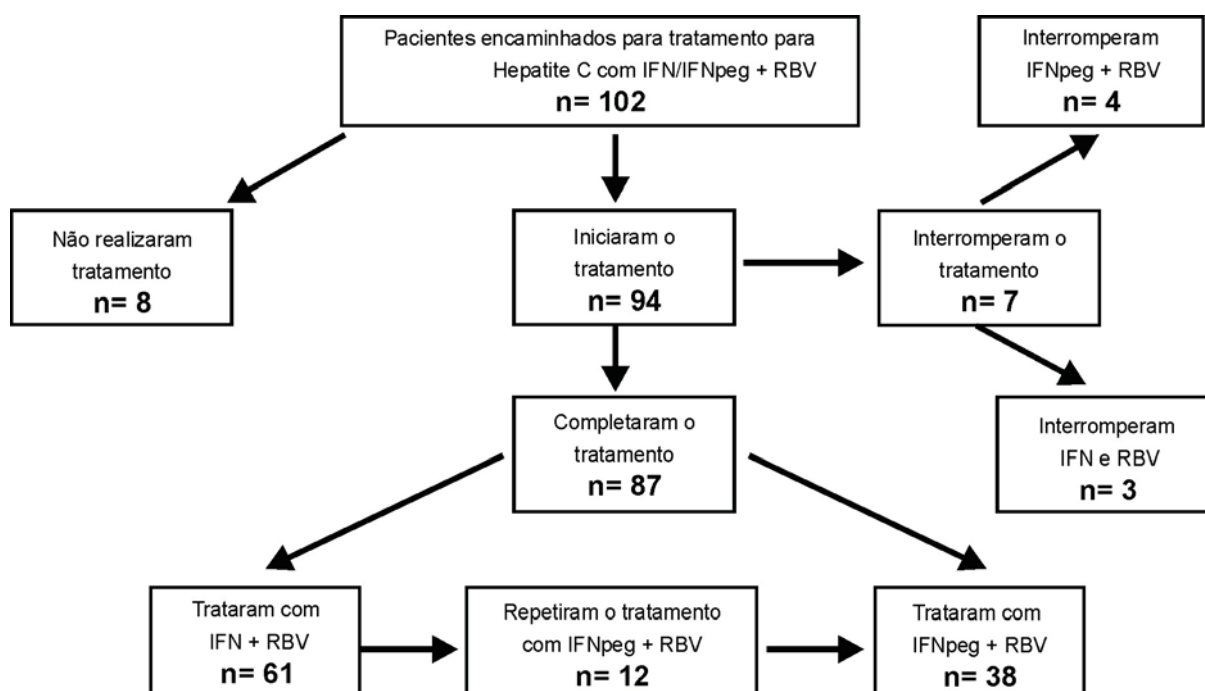 Pacientes encaminhados para tratamento para
Hepatite C com IFN/IFNpeg + RBV
n= 102
Interromperam
IFNpeg + RBV
n= 4
Não realizaram
tratamento
n= 8
Iniciaram o
tratamento
n= 94
Interromperam o
tratamento
n= 7
Completaram o
tratamento
n= 87
Interromperam
IFN e RBV
n= 3
Trataram com
IFN + RBV
n= 61
Repetiram o tratamento
com IFNpeg + RBV
n= 12
Trataram com
IFNpeg + RBV
n= 38